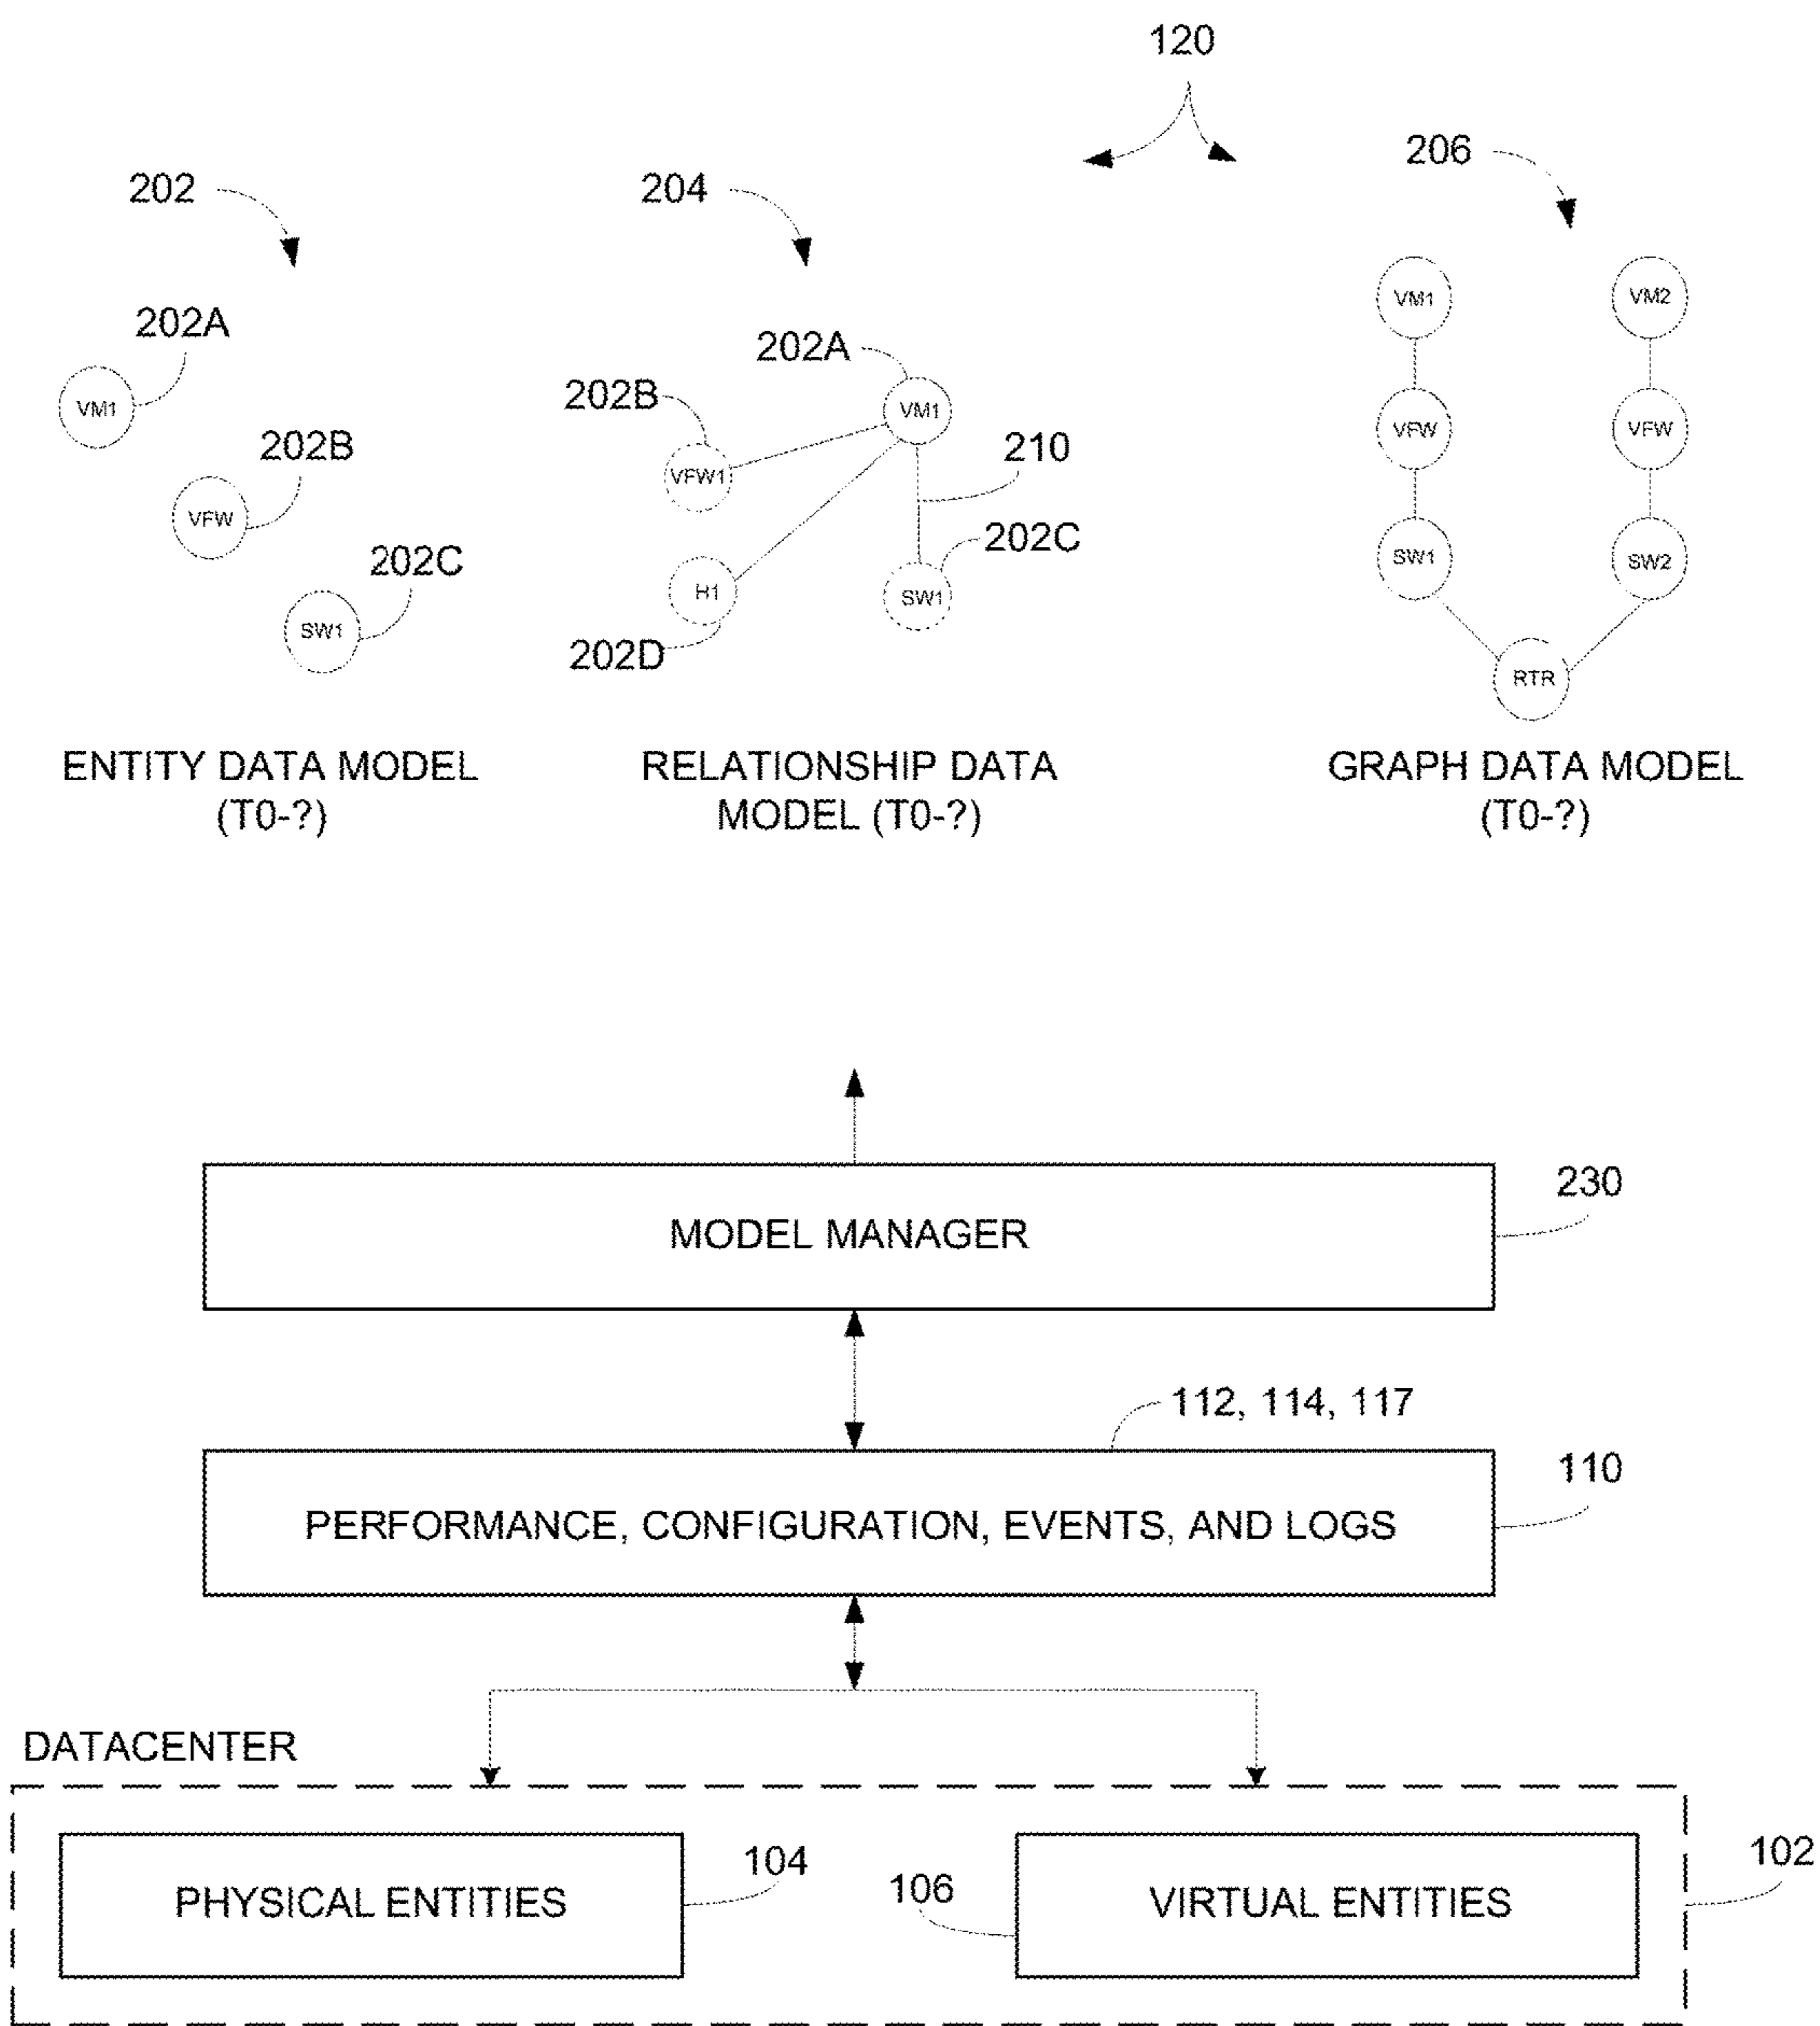 120
202
204
206
202A
VM1
202B
VFW
202C
SW1
202A
VM1
202B
VFW1
210
202C
SW1
H1
202D
VM1
VM2
VFW
VFW
SW1
SW2
RTR
ENTITY DATA MODEL
(T0-?)
RELATIONSHIP DATA
MODEL (T0-?)
GRAPH DATA MODEL
(T0-?)
MODEL MANAGER
230
112, 114, 117
PERFORMANCE, CONFIGURATION, EVENTS, AND LOGS
110
DATACENTER
PHYSICAL ENTITIES
104
106
VIRTUAL ENTITIES
102